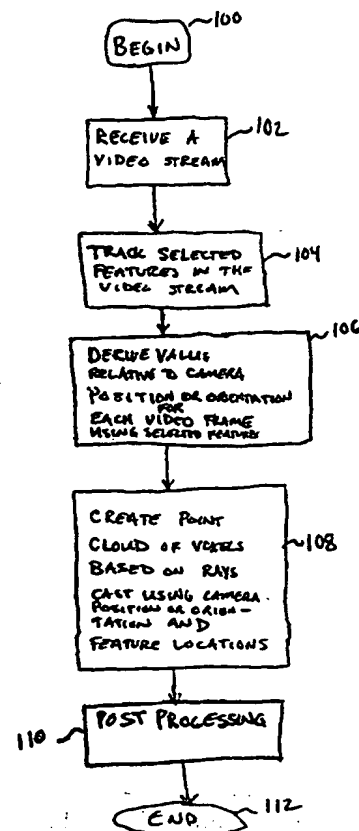 100
BEGIN
RECEIVE A
VIDEO STREAM
102
TRACK SELECTED
FEATURES IN THE
VIDEO STREAM
104
106
DERIVE VALUE
RELATIVE TO CAMERA
POSITION OR ORIENTATION
FOR
EACH VIDEO FRAME
USING SELECTED FEATURE
CREATE POINT
CLOUD OF VOXELS
BASED ON RAYS
CAST USING CAMERA
POSITION OR ORIEN-
TATION AND
FEATURE LOCATIONS
108
POST PROCESSING
110
END
112